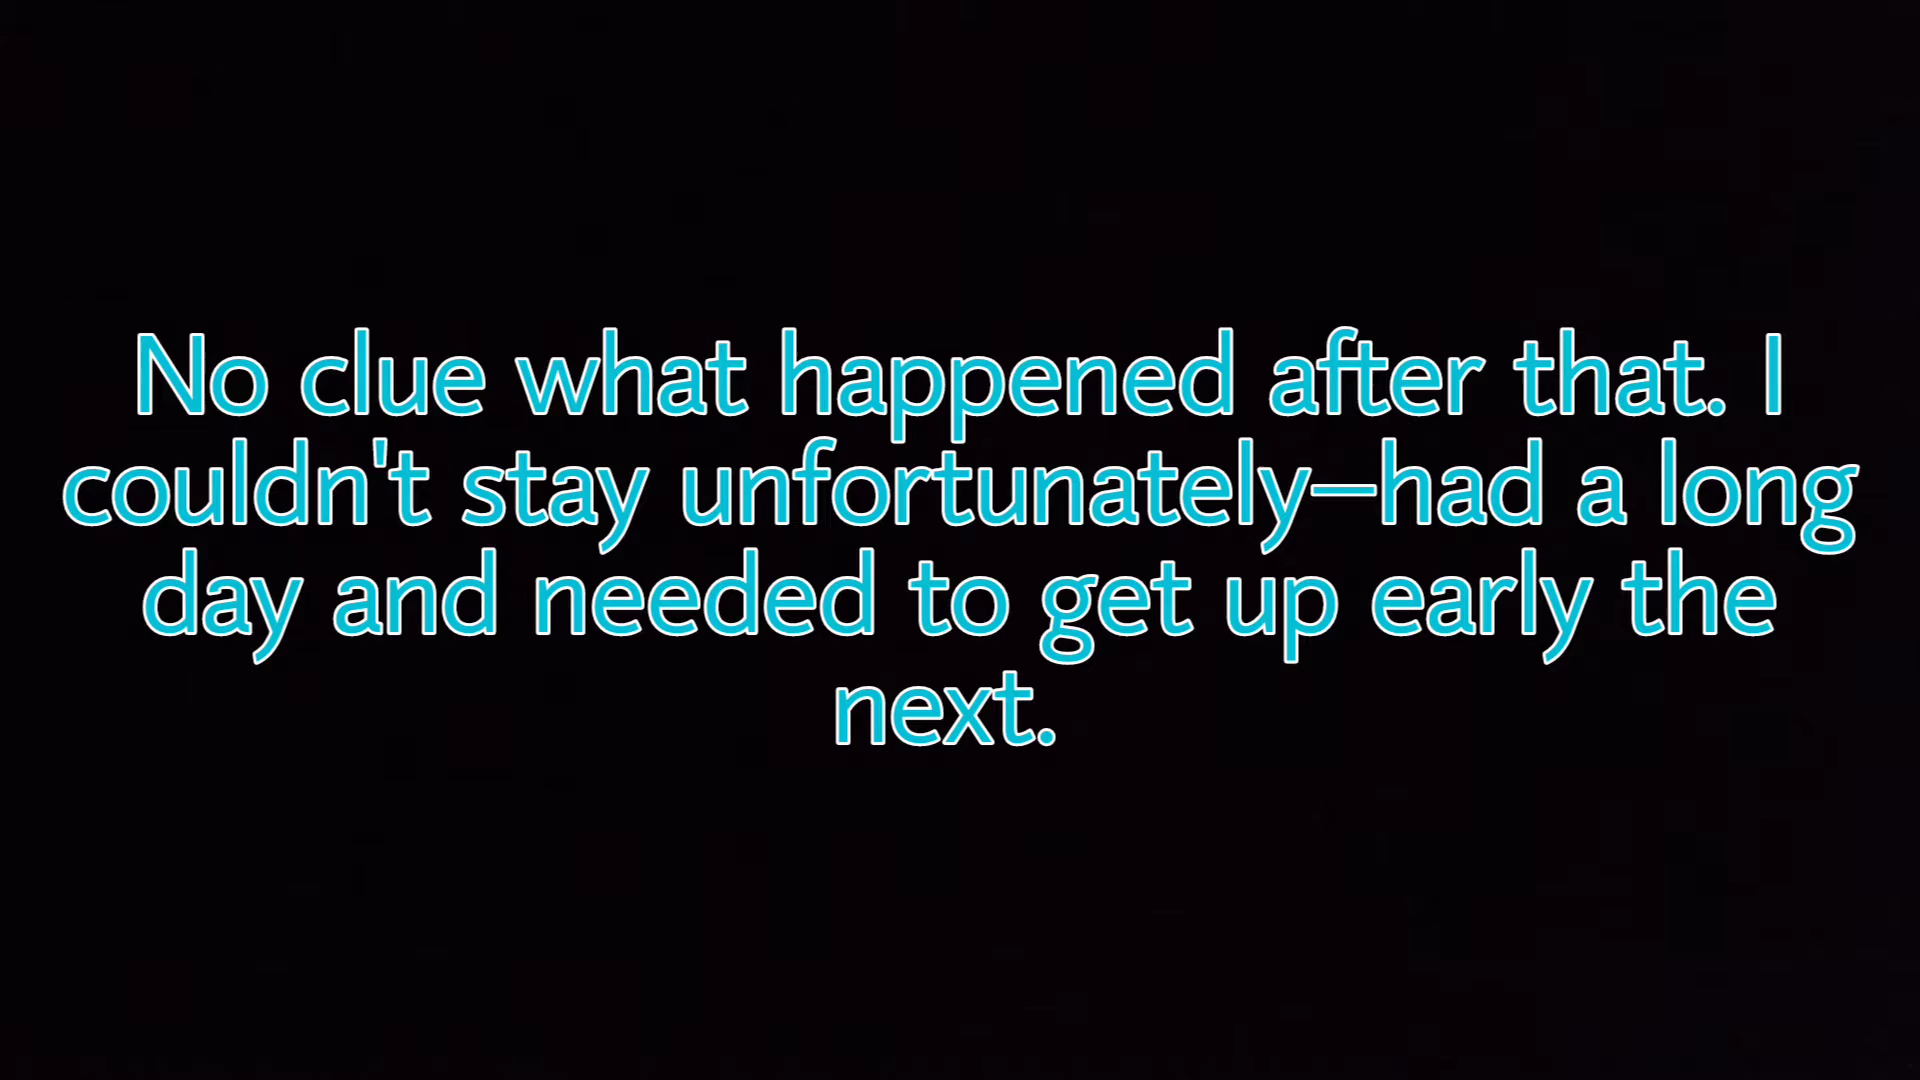 No clue what happened after that. I
couldn't stay unfortunately—had a long
day and needed to get up early the
next.